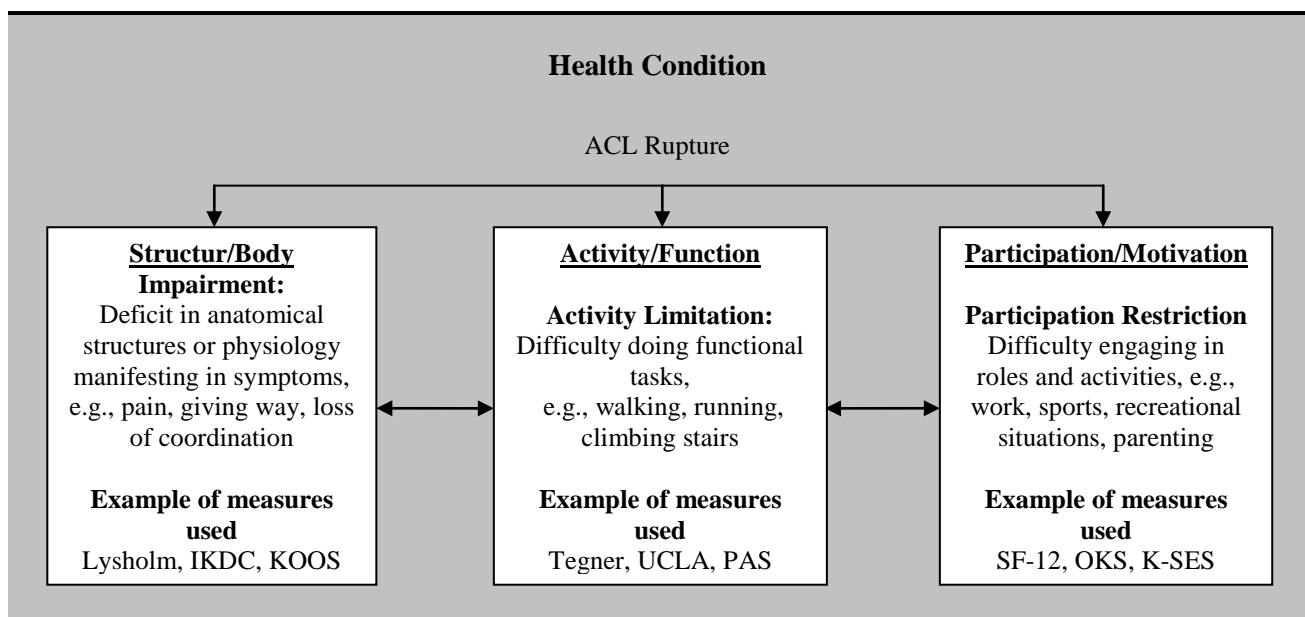 Health Condition
ACL Rupture
Structur/Body
Impairment:
Deficit in anatomical
structures or physiology
manifesting in symptoms,
e.g., pain, giving way, loss
of coordination
Example of measures
used
Lysholm, IKDC, KOOS
Activity/Function
Activity Limitation:
Difficulty doing functional
tasks,
e.g., walking, running,
climbing stairs
Example of measures
used
Tegner, UCLA, PAS
Participation/Motivation
Participation Restriction
Difficulty engaging in
roles and activities, e.g.,
work, sports, recreational
situations, parenting
Example of measures
used
SF-12, OKS, K-SES